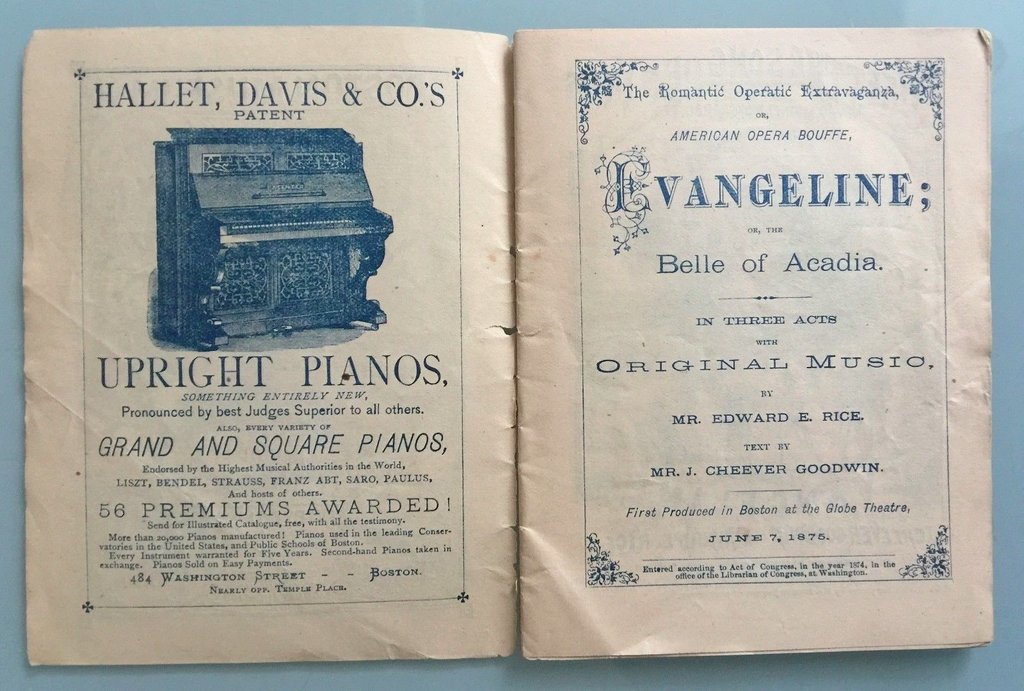 HALLET, DAVIS & CO.'S
PATENT
UPRIGHT PIANOS,
SOMETHING ENTIRELY NEW,
Pronounced by best Judges Superior to all others.
ALSO, EVERY VARIETY OF
GRAND AND SQUARE PIANOS,
Endorsed by the Highest Musical Authorities in the World,
LISZT, BENDEL, STRAUSS, FRANZ ABT, SARO, PAULUS,
And hosts of others.
56 PREMIUMS AWARDED!
Send for Illustrated Catalogue, free, with all the testimony.
More than 20,000 Pianos manufactured! Pianos used in the leading Conser-
vatories in the United States, and Public Schools of Boston.
Every Instrument warranted for Five Years. Second-hand Pianos taken in
exchange. Pianos Sold on Easy Payments.
484 WASHINGTON STREET - - BOSTON.
NEARLY OPP. TEMPLE PLACE.
The Romantic Operatic Extravaganza,
OR,
AMERICAN OPERA BOUFFE,
EVANGELINE;
OR, THE
Belle of Acadia.
IN THREE ACTS
WITH
ORIGINAL MUSIC,
BY
MR. EDWARD E. RICE.
TEXT BY
MR. J. CHEEVER GOODWIN.
First Produced in Boston at the Globe Theatre,
JUNE 7, 1875.
Entered according to Act of Congress, in the year 1874, in the
office of the Librarian of Congress, at Washington.